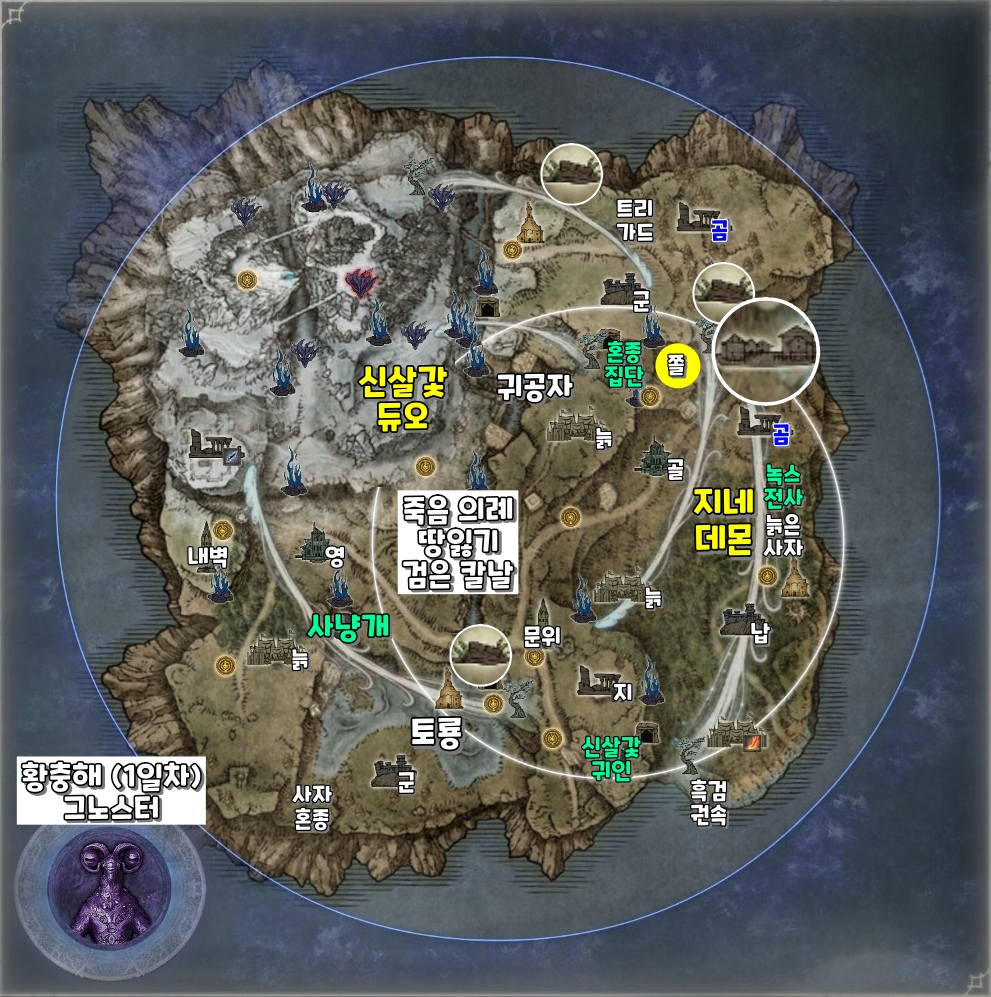 트리
가드
곰
군
혼종
집단
쫄
신살갗
듀오
귀공자
늙
곰
골
녹스
전사
지네
데몬
늙은
사자
죽음 의례
땅잃기
검은 칼날
내벽
영
늙
사냥개
문위
납
늙
지
토룡
신살갗
귀인
군
사자
혼종
흑검
권속
황충해 (1일차)
그노스터